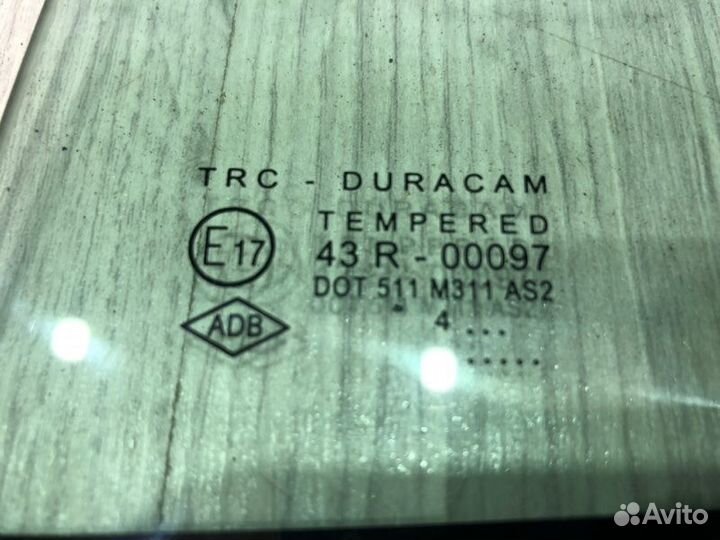 TRC - DURACAM
TEMPERED
E17
43 R - 00097
DOT 511 M311 AS2
ADB
4 ...
.....
Avito